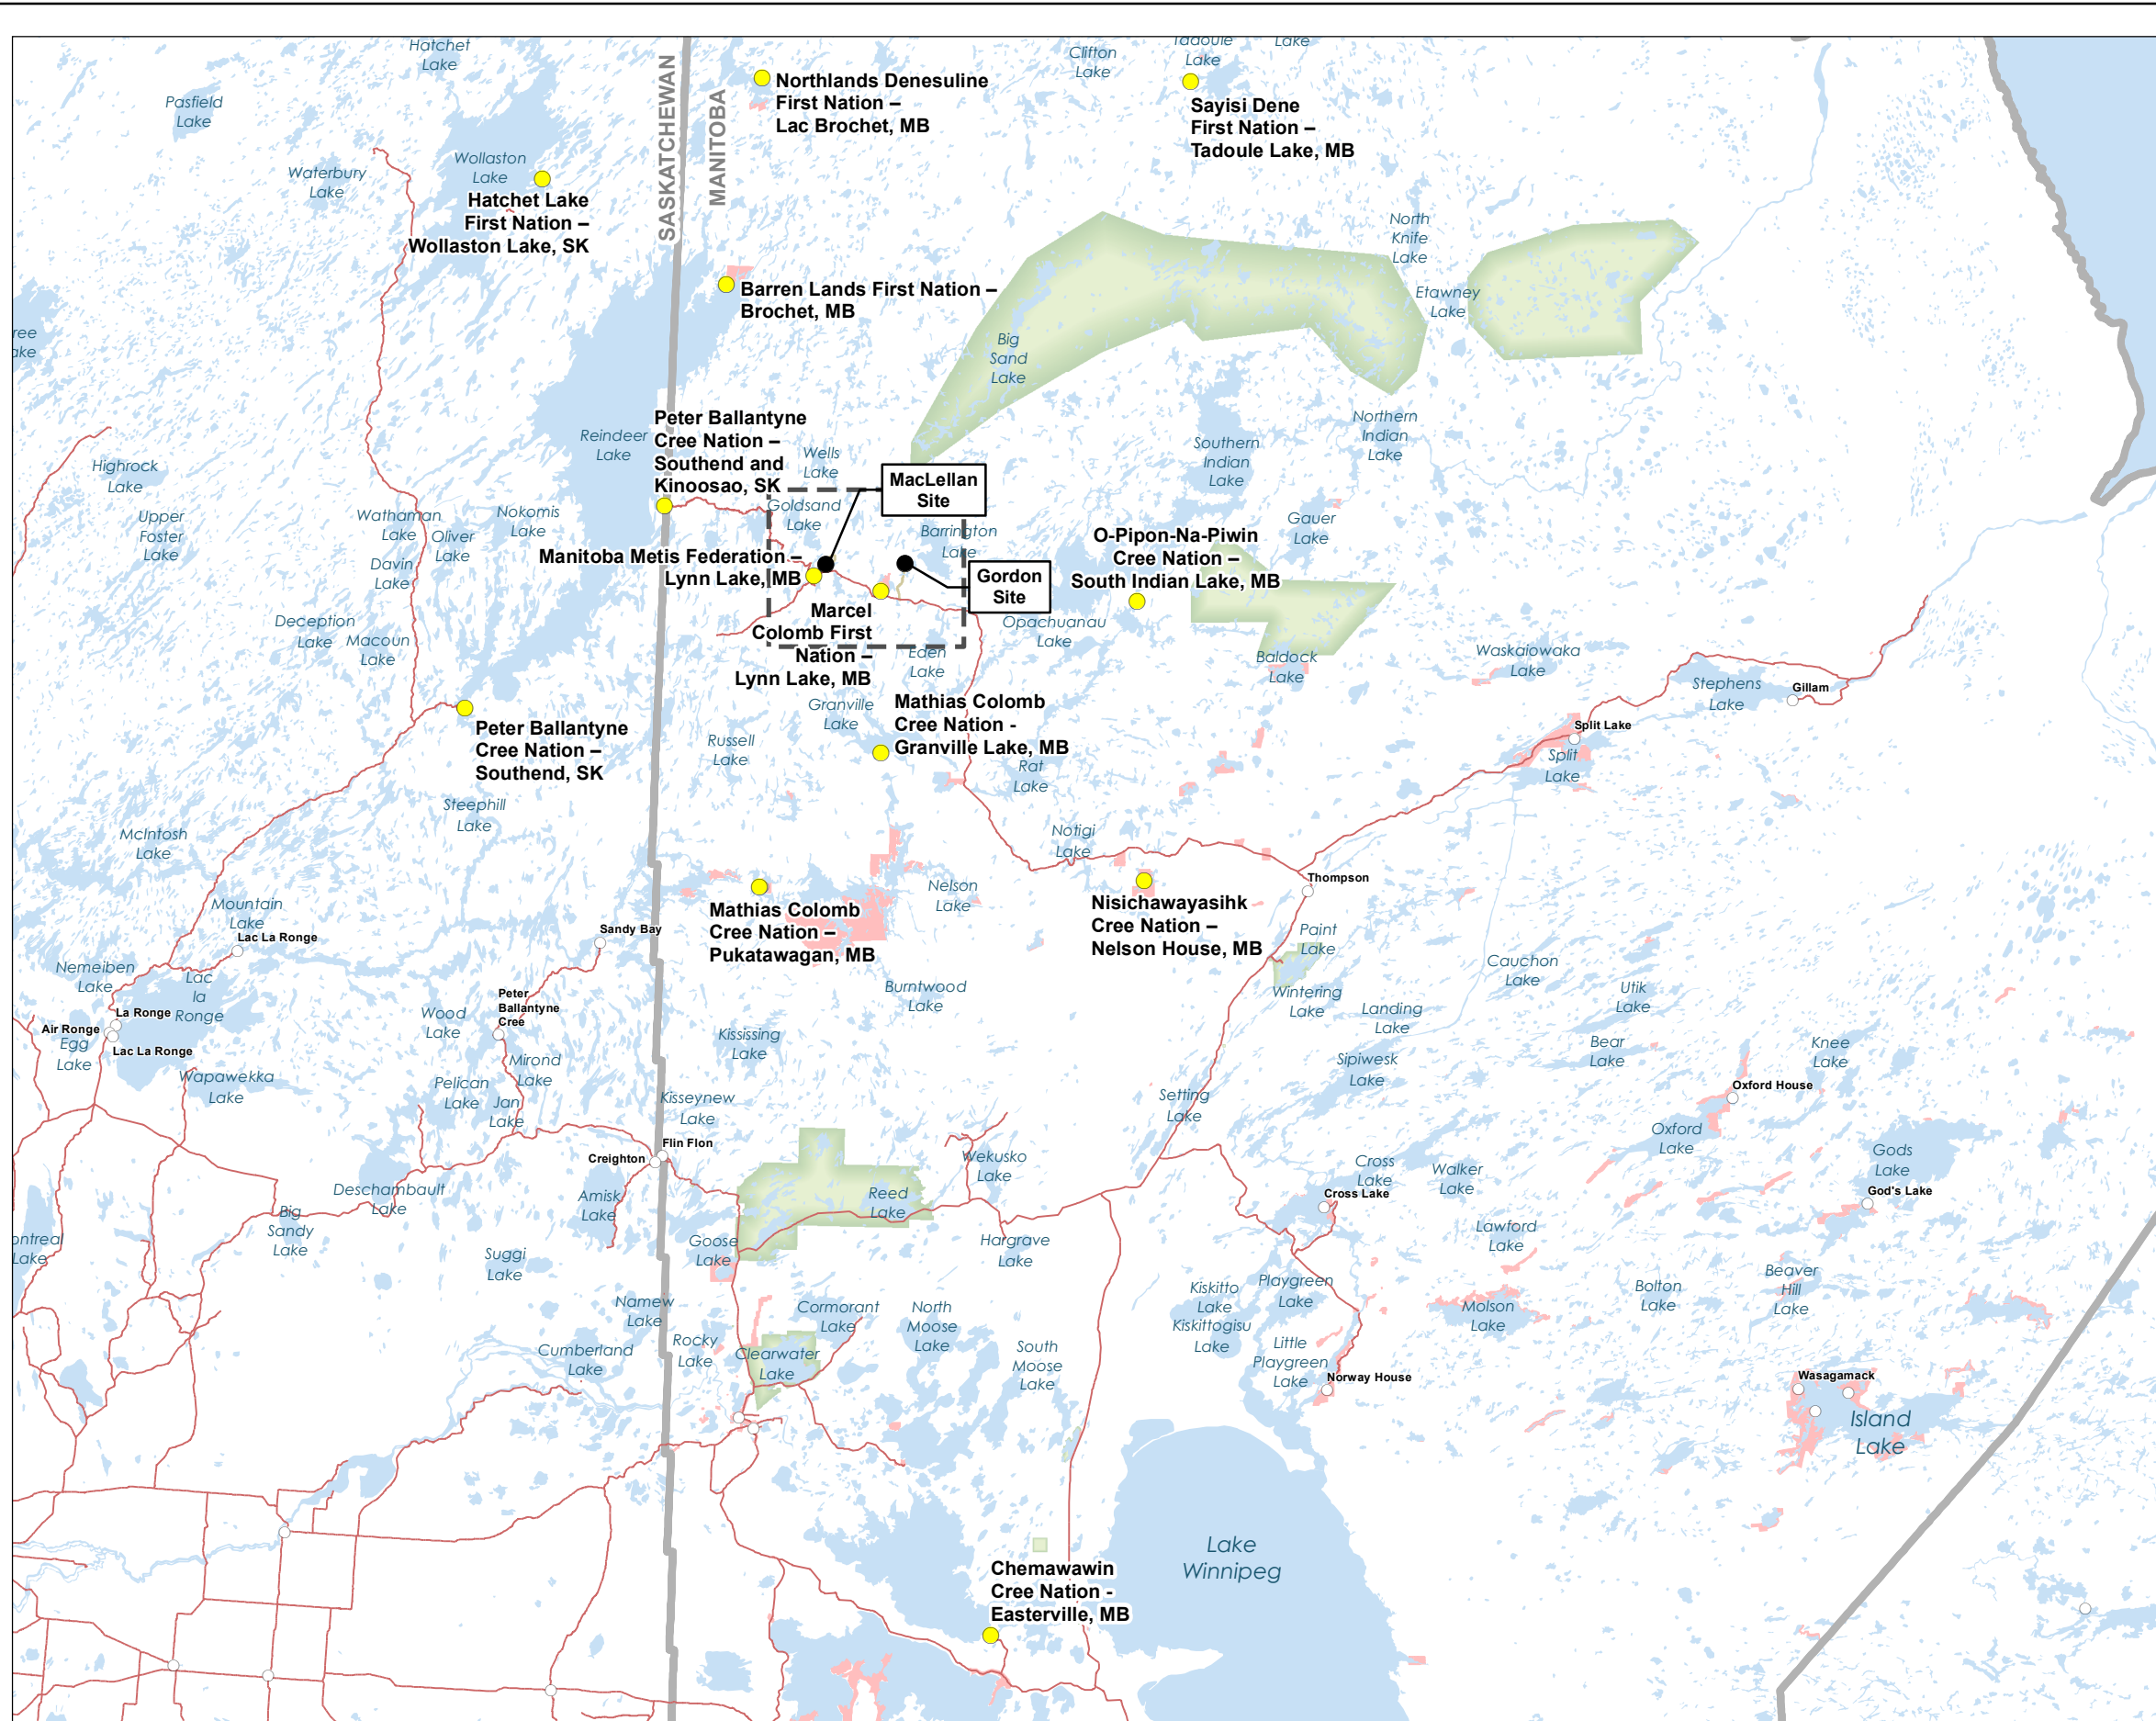 Hatchet
Lake
Pasfield
Lake
Waterbury
Lake
Wollaston
Lake
Hatchet Lake
First Nation –
Wollaston Lake, SK
SASKATCHEWAN
MANITOBA
Northlands Denesuline
First Nation –
Lac Brochet, MB
Clifton
Lake
Tadoule
Lake
Lake
Sayisi Dene
First Nation –
Tadoule Lake, MB
North
Knife
Lake
Etawney
Lake
Barren Lands First Nation –
Brochet, MB
Big
Sand
Lake
ree
ake
Reindeer
Lake
Peter Ballantyne
Cree Nation –
Southend and
Kinoosao, SK
Wells
Lake
MacLellan
Site
Goldsand
Lake
Barrington
Lake
Gordon
Site
Southern
Indian
Lake
Northern
Indian
Lake
Gauer
Lake
Highrock
Lake
Upper
Foster
Lake
Wathaman
Lake
Oliver
Lake
Nokomis
Lake
Davin
Lake
Deception
Lake
Macoun
Lake
Manitoba Metis Federation –
Lynn Lake, MB
Marcel
Colomb First
Nation –
Lynn Lake, MB
Eden
Lake
O-Pipon-Na-Piwin
Cree Nation –
South Indian Lake, MB
Opachuanau
Lake
Baldock
Lake
Waskaiowaka
Lake
Stephens
Lake
Gillam
Split Lake
Split
Lake
Peter Ballantyne
Cree Nation –
Southend, SK
Granville
Lake
Mathias Colomb
Cree Nation -
Granville Lake, MB
Russell
Lake
Rat
Lake
Steephill
Lake
McIntosh
Lake
Notigi
Lake
Thompson
Mountain
Lake
Lac La Ronge
Sandy Bay
Mathias Colomb
Cree Nation –
Pukatawagan, MB
Nelson
Lake
Nisichawayasihk
Cree Nation –
Nelson House, MB
Paint
Lake
Wintering
Lake
Cauchon
Lake
Utik
Lake
Landing
Lake
Nemeiben
Lake
Lac
la
Ronge
La Ronge
Air Ronge
Egg
Lake
Lac La Ronge
Wapawekka
Lake
Peter
Ballantyne
Cree
Wood
Lake
Mirond
Lake
Pelican
Lake
Jan
Lake
Burntwood
Lake
Kississing
Lake
Kisseynew
Lake
Sipiwesk
Lake
Bear
Lake
Knee
Lake
Oxford House
Oxford
Lake
Setting
Lake
Flin Flon
Creighton
Wekusko
Lake
Cross
Lake
Cross Lake
Walker
Lake
Gods
Lake
God's Lake
Deschambault
Lake
Big
Sandy
Lake
Amisk
Lake
Reed
Lake
Goose
Lake
Hargrave
Lake
Lawford
Lake
ontreal
Lake
Suggi
Lake
Namew
Lake
Cormorant
Lake
North
Moose
Lake
Kiskitto
Lake
Kiskittogisu
Lake
Playgreen
Lake
Molson
Lake
Bolton
Lake
Beaver
Hill
Lake
Cumberland
Lake
Rocky
Lake
Clearwater
Lake
South
Moose
Lake
Little
Playgreen
Lake
Norway House
Wasagamack
Island
Lake
Lake
Winnipeg
Chemawawin
Cree Nation -
Easterville, MB